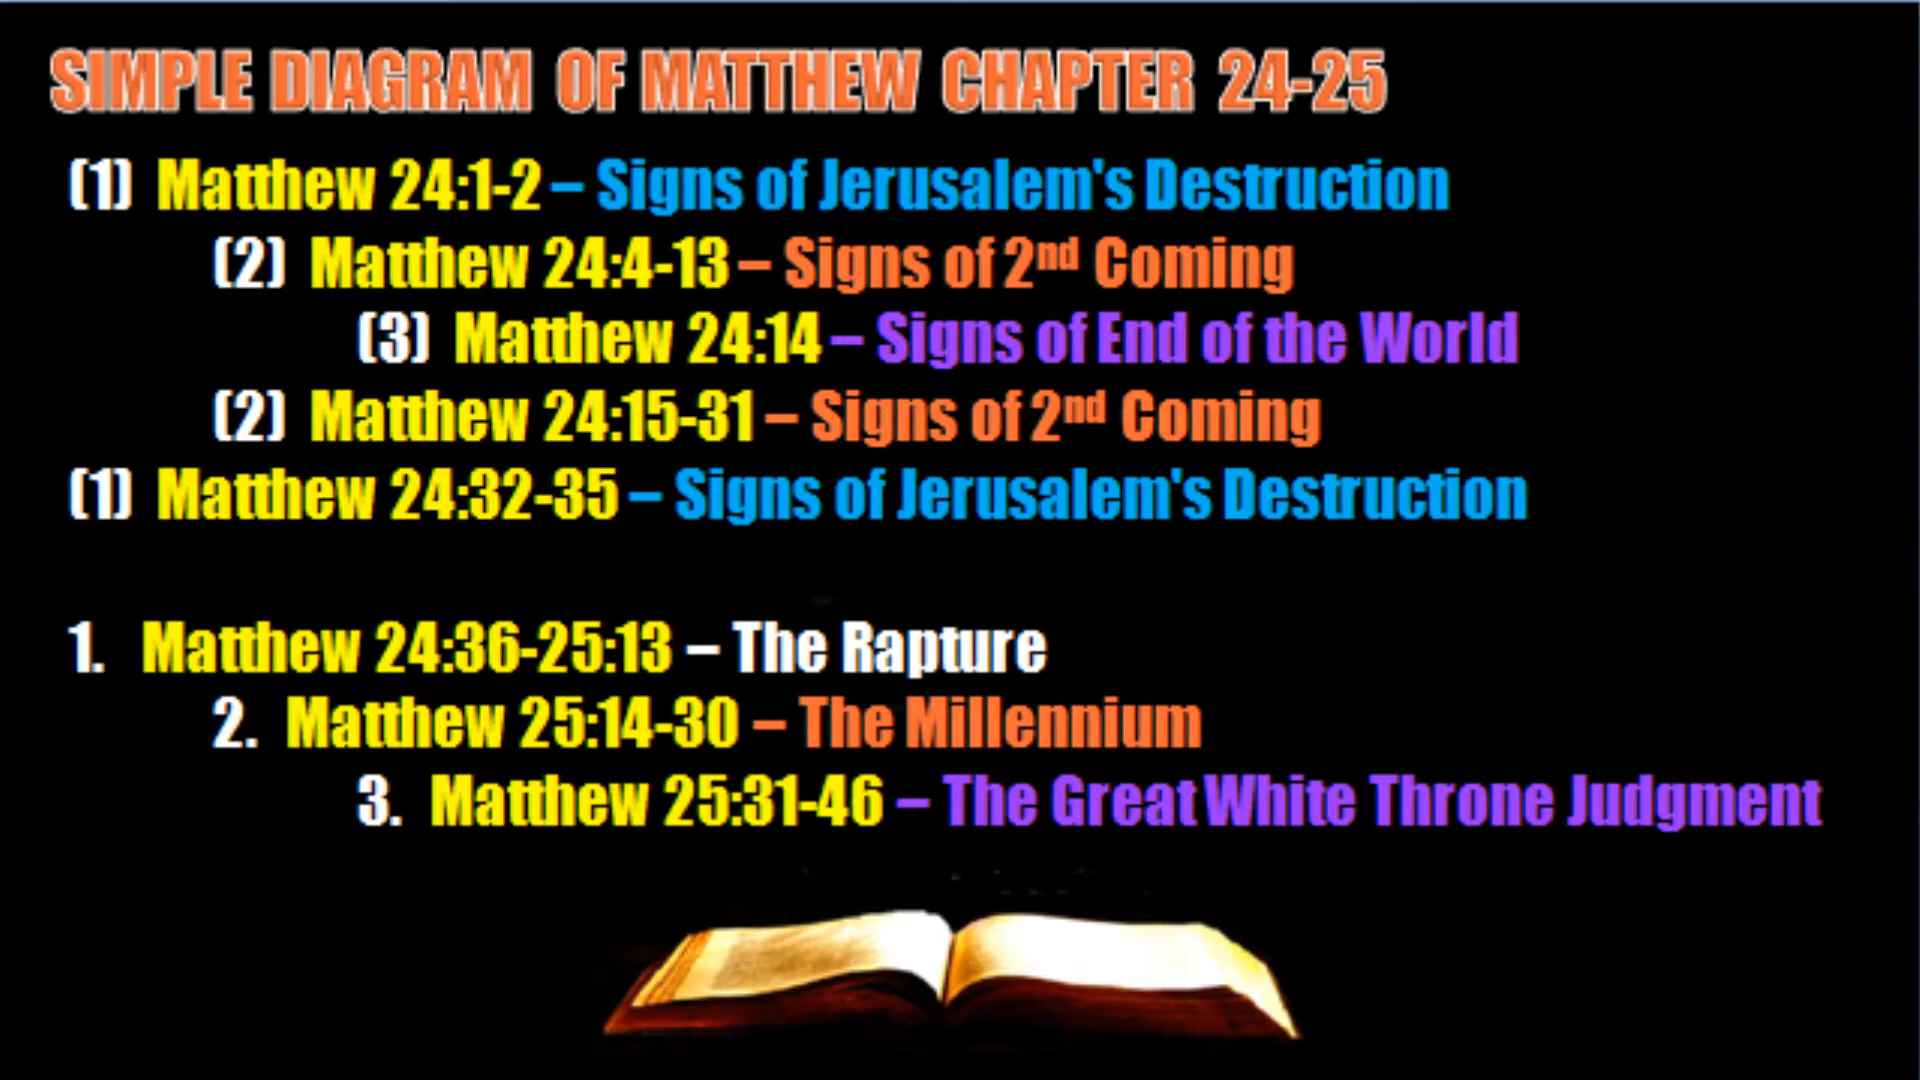 SIMPLE DIAGRAM OF MATTHEW CHAPTER 24-25
(1) Matthew 24:1-2 – Signs of Jerusalem's Destruction
(2) Matthew 24:4-13 – Signs of 2nd Coming
(3) Matthew 24:14 – Signs of End of the World
(2) Matthew 24:15-31 – Signs of 2nd Coming
(1) Matthew 24:32-35 – Signs of Jerusalem's Destruction
1. Matthew 24:36-25:13 – The Rapture
2. Matthew 25:14-30 – The Millennium
3. Matthew 25:31-46 – The Great White Throne Judgment